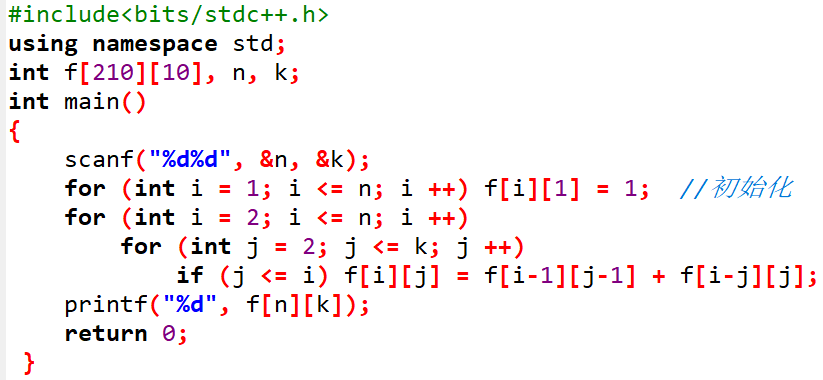 #include<bits/stdc++.h>
using namespace std;
int f[210][10], n, k;
int main()
{
    scanf("%d%d", &n, &k);
    for (int i = 1; i <= n; i ++) f[i][1] = 1;  //初始化
    for (int i = 2; i <= n; i ++)
        for (int j = 2; j <= k; j ++)
            if (j <= i) f[i][j] = f[i-1][j-1] + f[i-j][j];
    printf("%d", f[n][k]);
    return 0;
 }